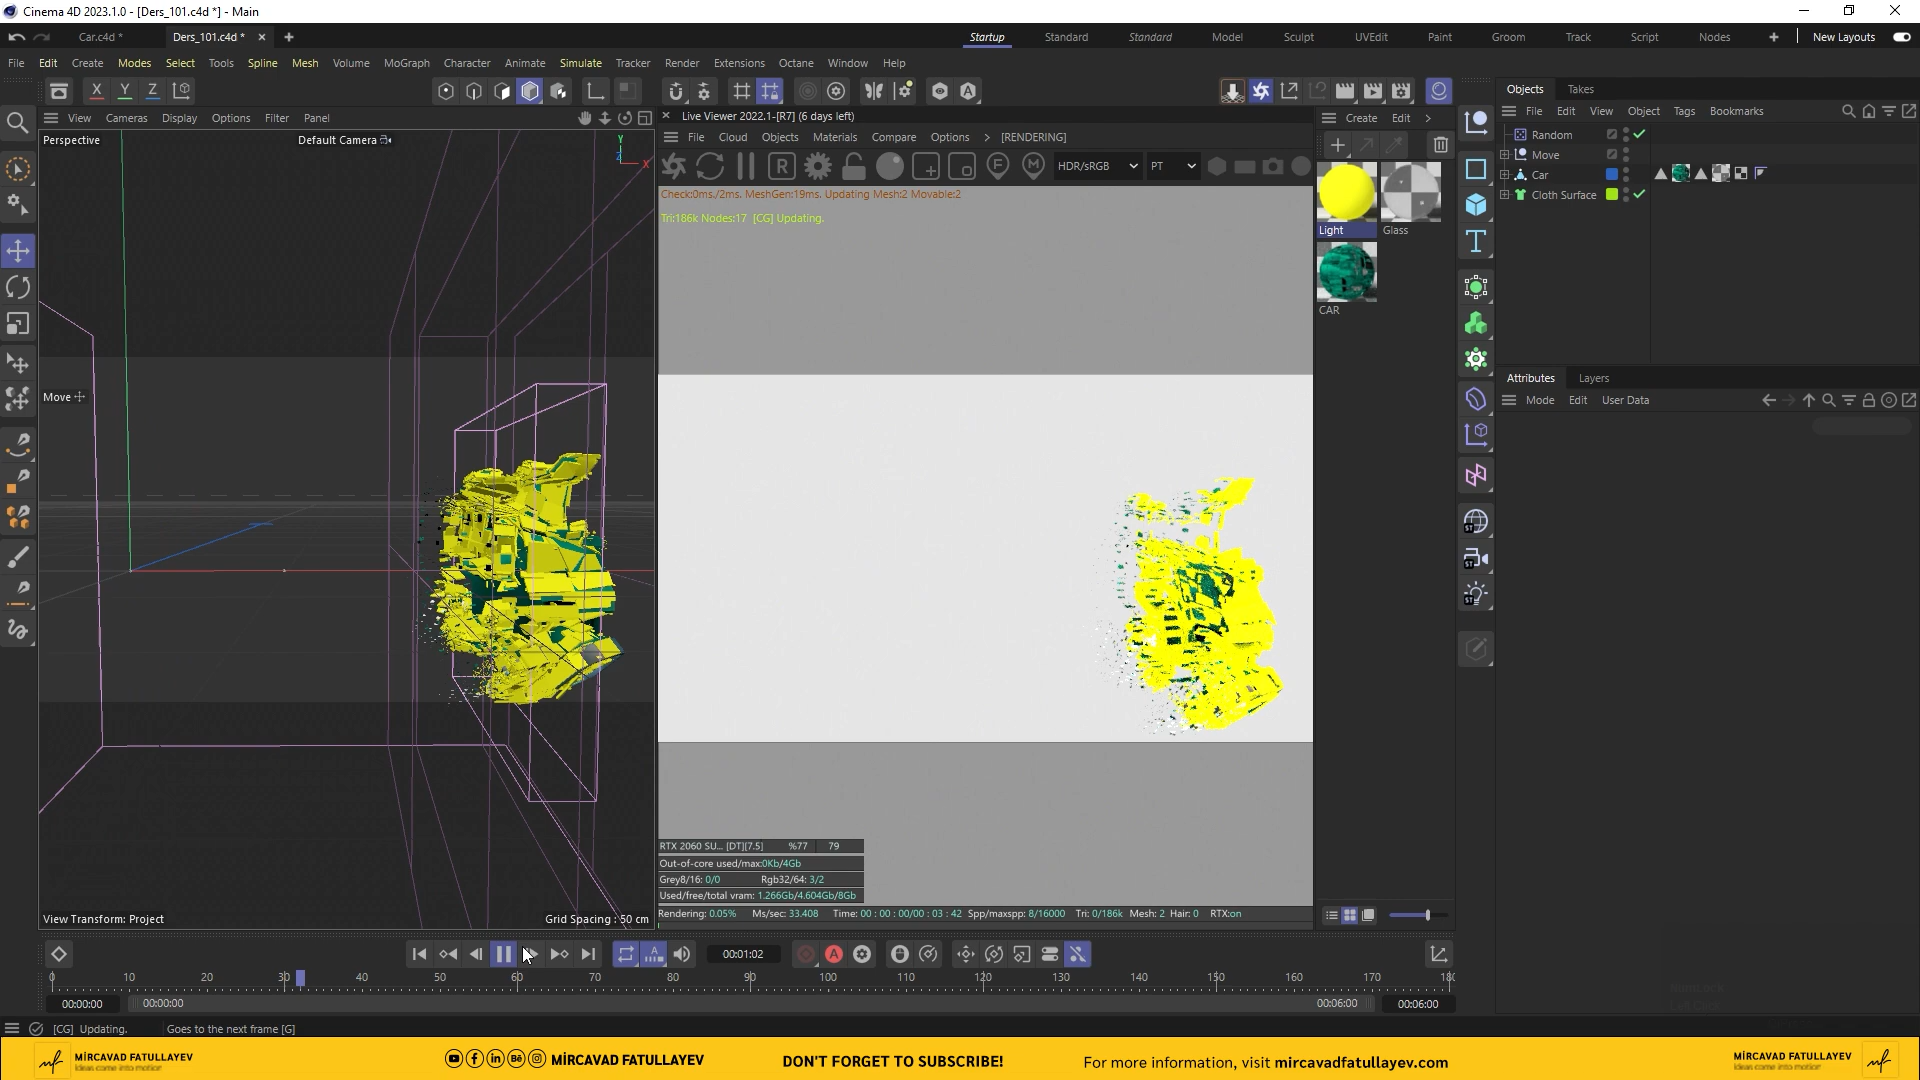 Cinema 4D 2023.1.0 - [Ders_101.c4d *] - Main
Car.c4d *
Ders_101.c4d *
Startup Standard Standard Model Sculpt UVEdit Paint Groom Track Script Nodes New Layouts
File Edit Create Modes Select Tools Spline Mesh Volume MoGraph Character Animate Simulate Tracker Render Extensions Octane Window Help
X Y Z
Objects Takes
View Cameras Display Options Filter Panel
Live Viewer 2022.1-[R7] (6 days left)
File Cloud Objects Materials Compare Options > [RENDERING]
HDR/sRGB PT
Create Edit
File Edit View Object Tags Bookmarks
Perspective
Default Camera
Y
Z
X
Check:0ms./2ms. MeshGen:19ms. Updating Mesh:2 Movable:2
Tri:186k Nodes:17 [CG] Updating.
Light
Glass
CAR
Random
Move
Car
Cloth Surface
Attributes Layers
Mode Edit User Data
Move
RTX 2060 SU... [DT][7.5] %77 79
Out-of-core used/max:0Kb/4Gb
Grey8/16: 0/0 Rgb32/64: 3/2
Used/free/total vram: 1.266Gb/4.604Gb/8Gb
Rendering: 0.05% Ms/sec: 33.408 Time: 00 : 00 : 00/00 : 03 : 42 Spp/maxspp: 8/16000 Tri: 0/186k Mesh: 2 Hair: 0 RTX:on
View Transform: Project
Grid Spacing : 50 cm
00:01:02
0 10 20 30 40 50 60 70 80 90 100 110 120 130 140 150 160 170
00:00:00 00:00:00 00:06:00 00:06:00
[CG] Updating. Goes to the next frame [G]
mf MİRCAVAD FATULLAYEV
Ideas come into motion
MİRCAVAD FATULLAYEV
DON'T FORGET TO SUBSCRIBE!
For more information, visit mircavadfatullayev.com
MİRCAVAD FATULLAYEV
Ideas come into motion
mf